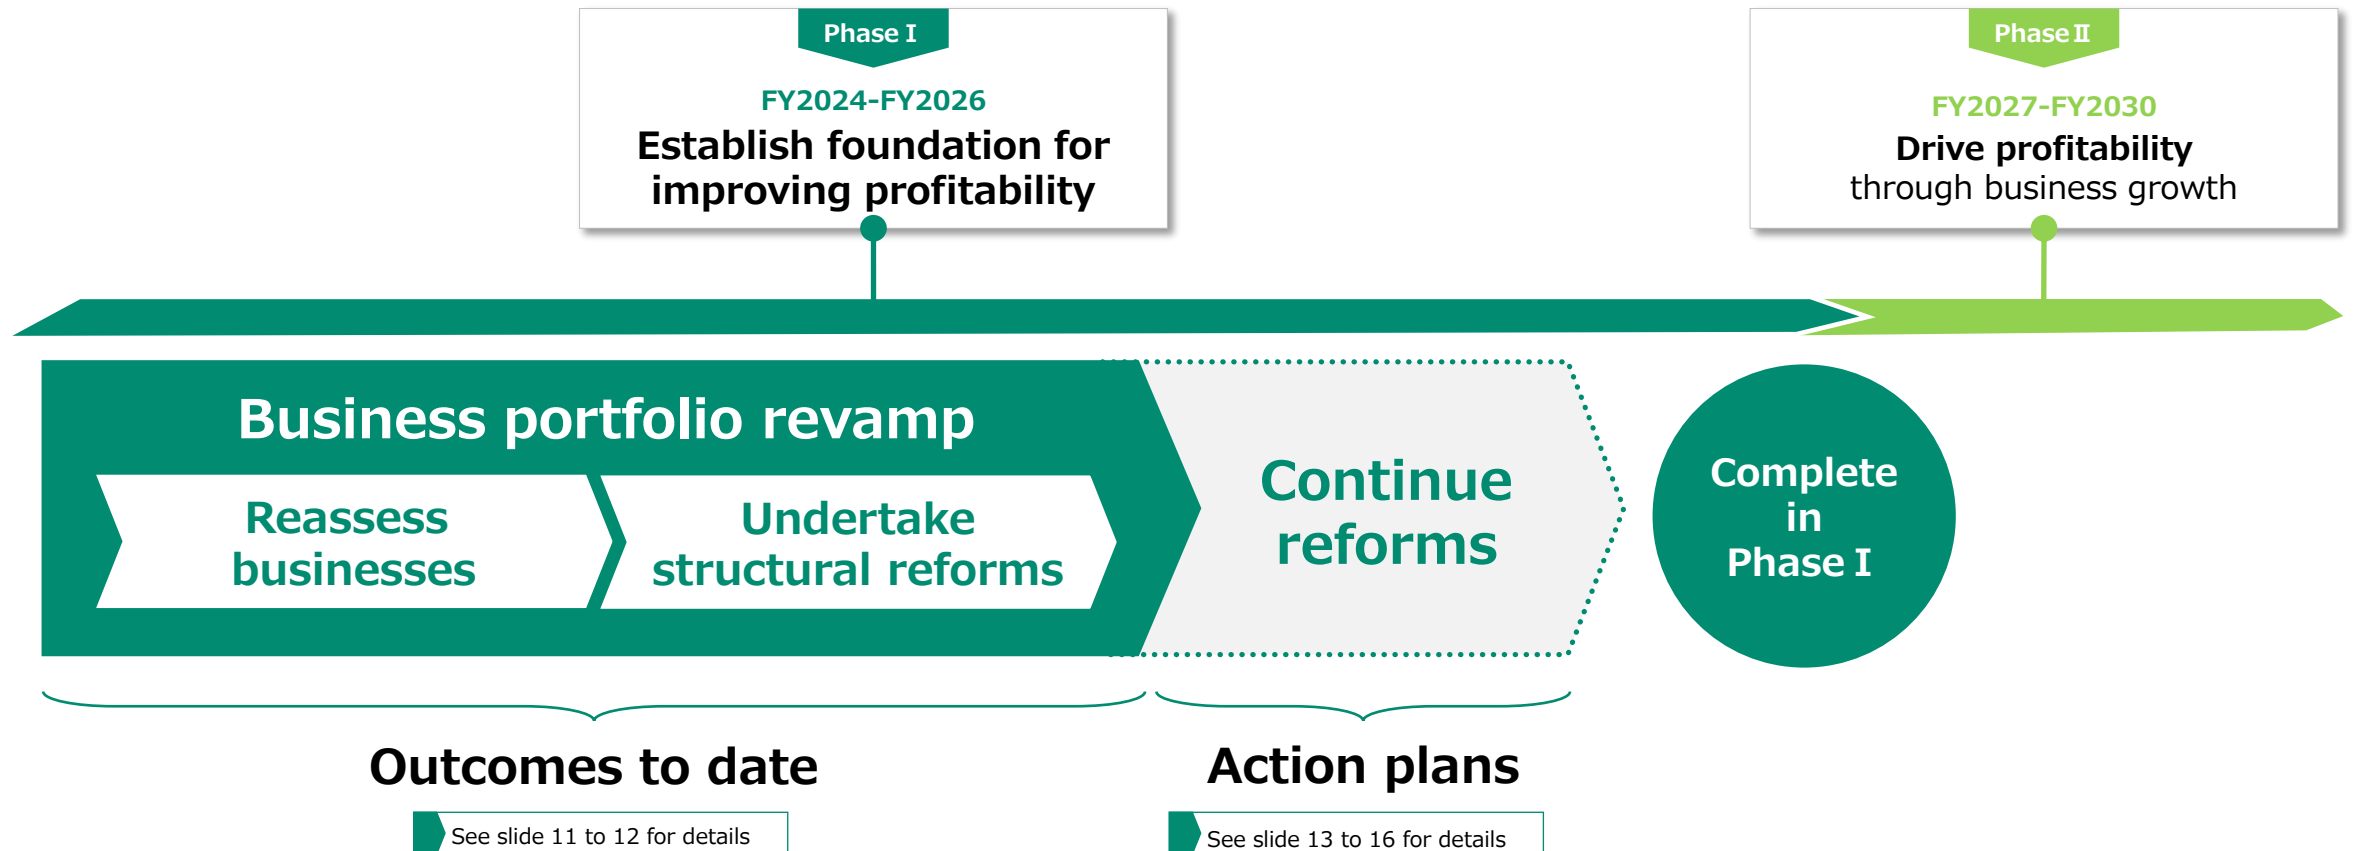 Phase Ⅰ
FY2024-FY2026
Establish foundation for
improving profitability
Phase Ⅱ
FY2027-FY2030
Drive profitability
through business growth
Business portfolio revamp
Reassess
businesses
Undertake
structural reforms
Continue
reforms
Complete
in
Phase Ⅰ
Outcomes to date
See slide 11 to 12 for details
Action plans
See slide 13 to 16 for details